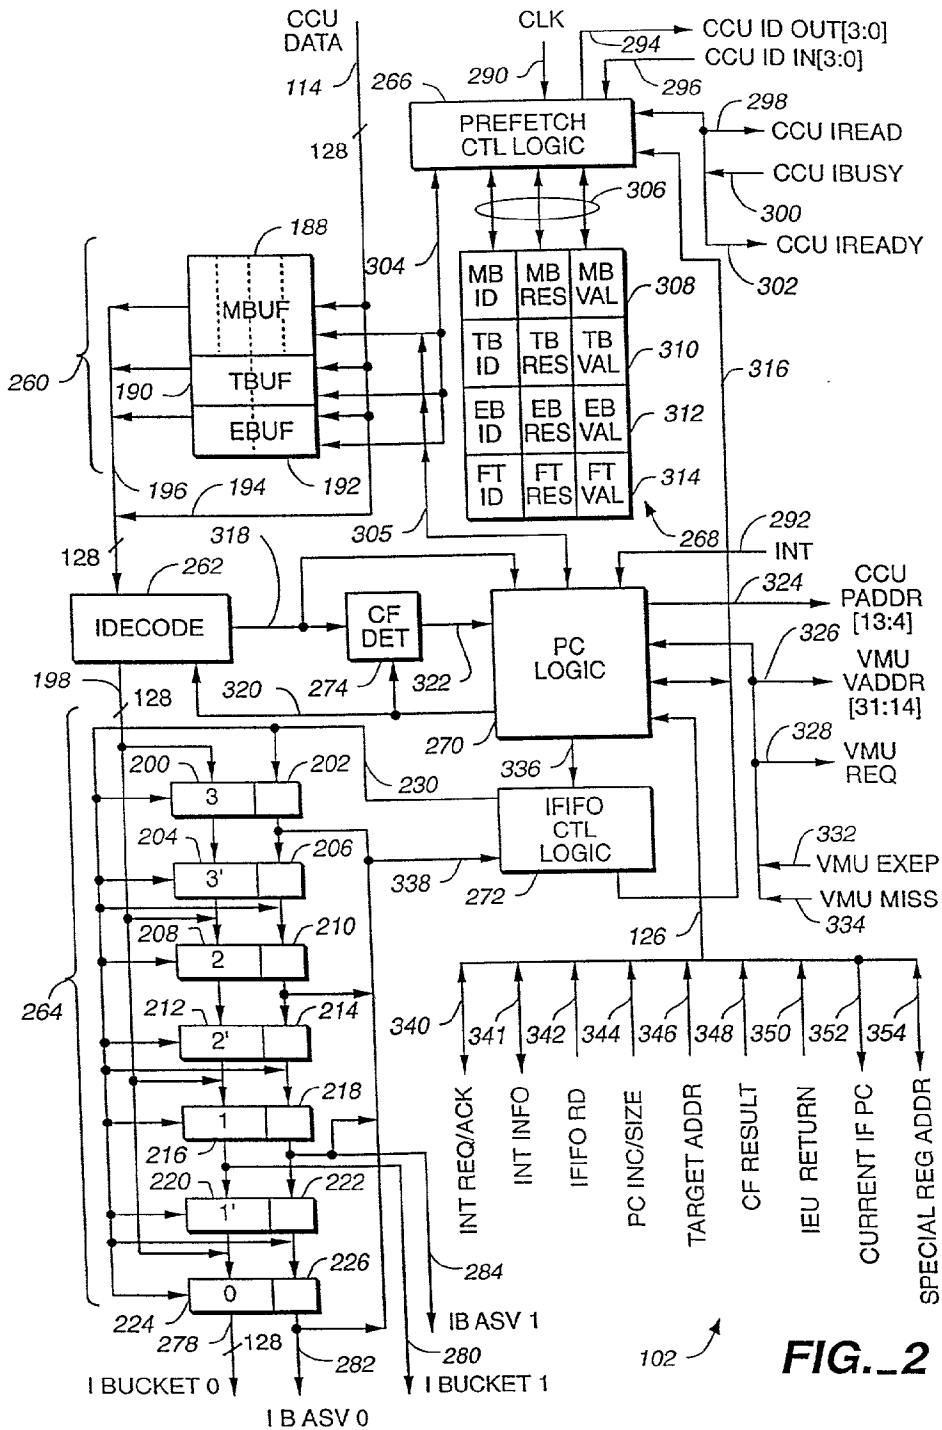 CCU DATA
CLK
CCU ID OUT[3:0]
294
CCU ID IN[3:0]
290
296
114
266
298
PREFETCH CTL LOGIC
CCU IREAD
128
CCU IBUSY
306
300
188
304
CCU IREADY
302
MB ID
MB RES
MB VAL
308
MBUF
316
TB ID
TB RES
TB VAL
310
260
190
TBUF
EB ID
EB RES
EB VAL
312
EBUF
FT ID
FT RES
FT VAL
314
196
194
192
268
292
318
305
INT
128
262
324
CCU PADDR [13:4]
IDECODE
CF DET
PC LOGIC
326
VMU VADDR [31:14]
198
128
320
274
322
270
328
VMU REQ
200
202
230
336
3
IFIFO CTL LOGIC
204
206
332
3'
338
272
VMU EXEP
VMU MISS
334
208
210
126
2
264
212
214
340
341
342
344
346
348
350
352
354
2'
218
1
216
INT REQ/ACK
INT INFO
IFIFO RD
PC INC/SIZE
TARGET ADDR
CF RESULT
IEU RETURN
CURRENT IF PC
SPECIAL REG ADDR
220
222
1'
226
284
0
224
278
128
282
IB ASV 1
280
102
FIG._2
I BUCKET 0
I BUCKET 1
I B ASV 0